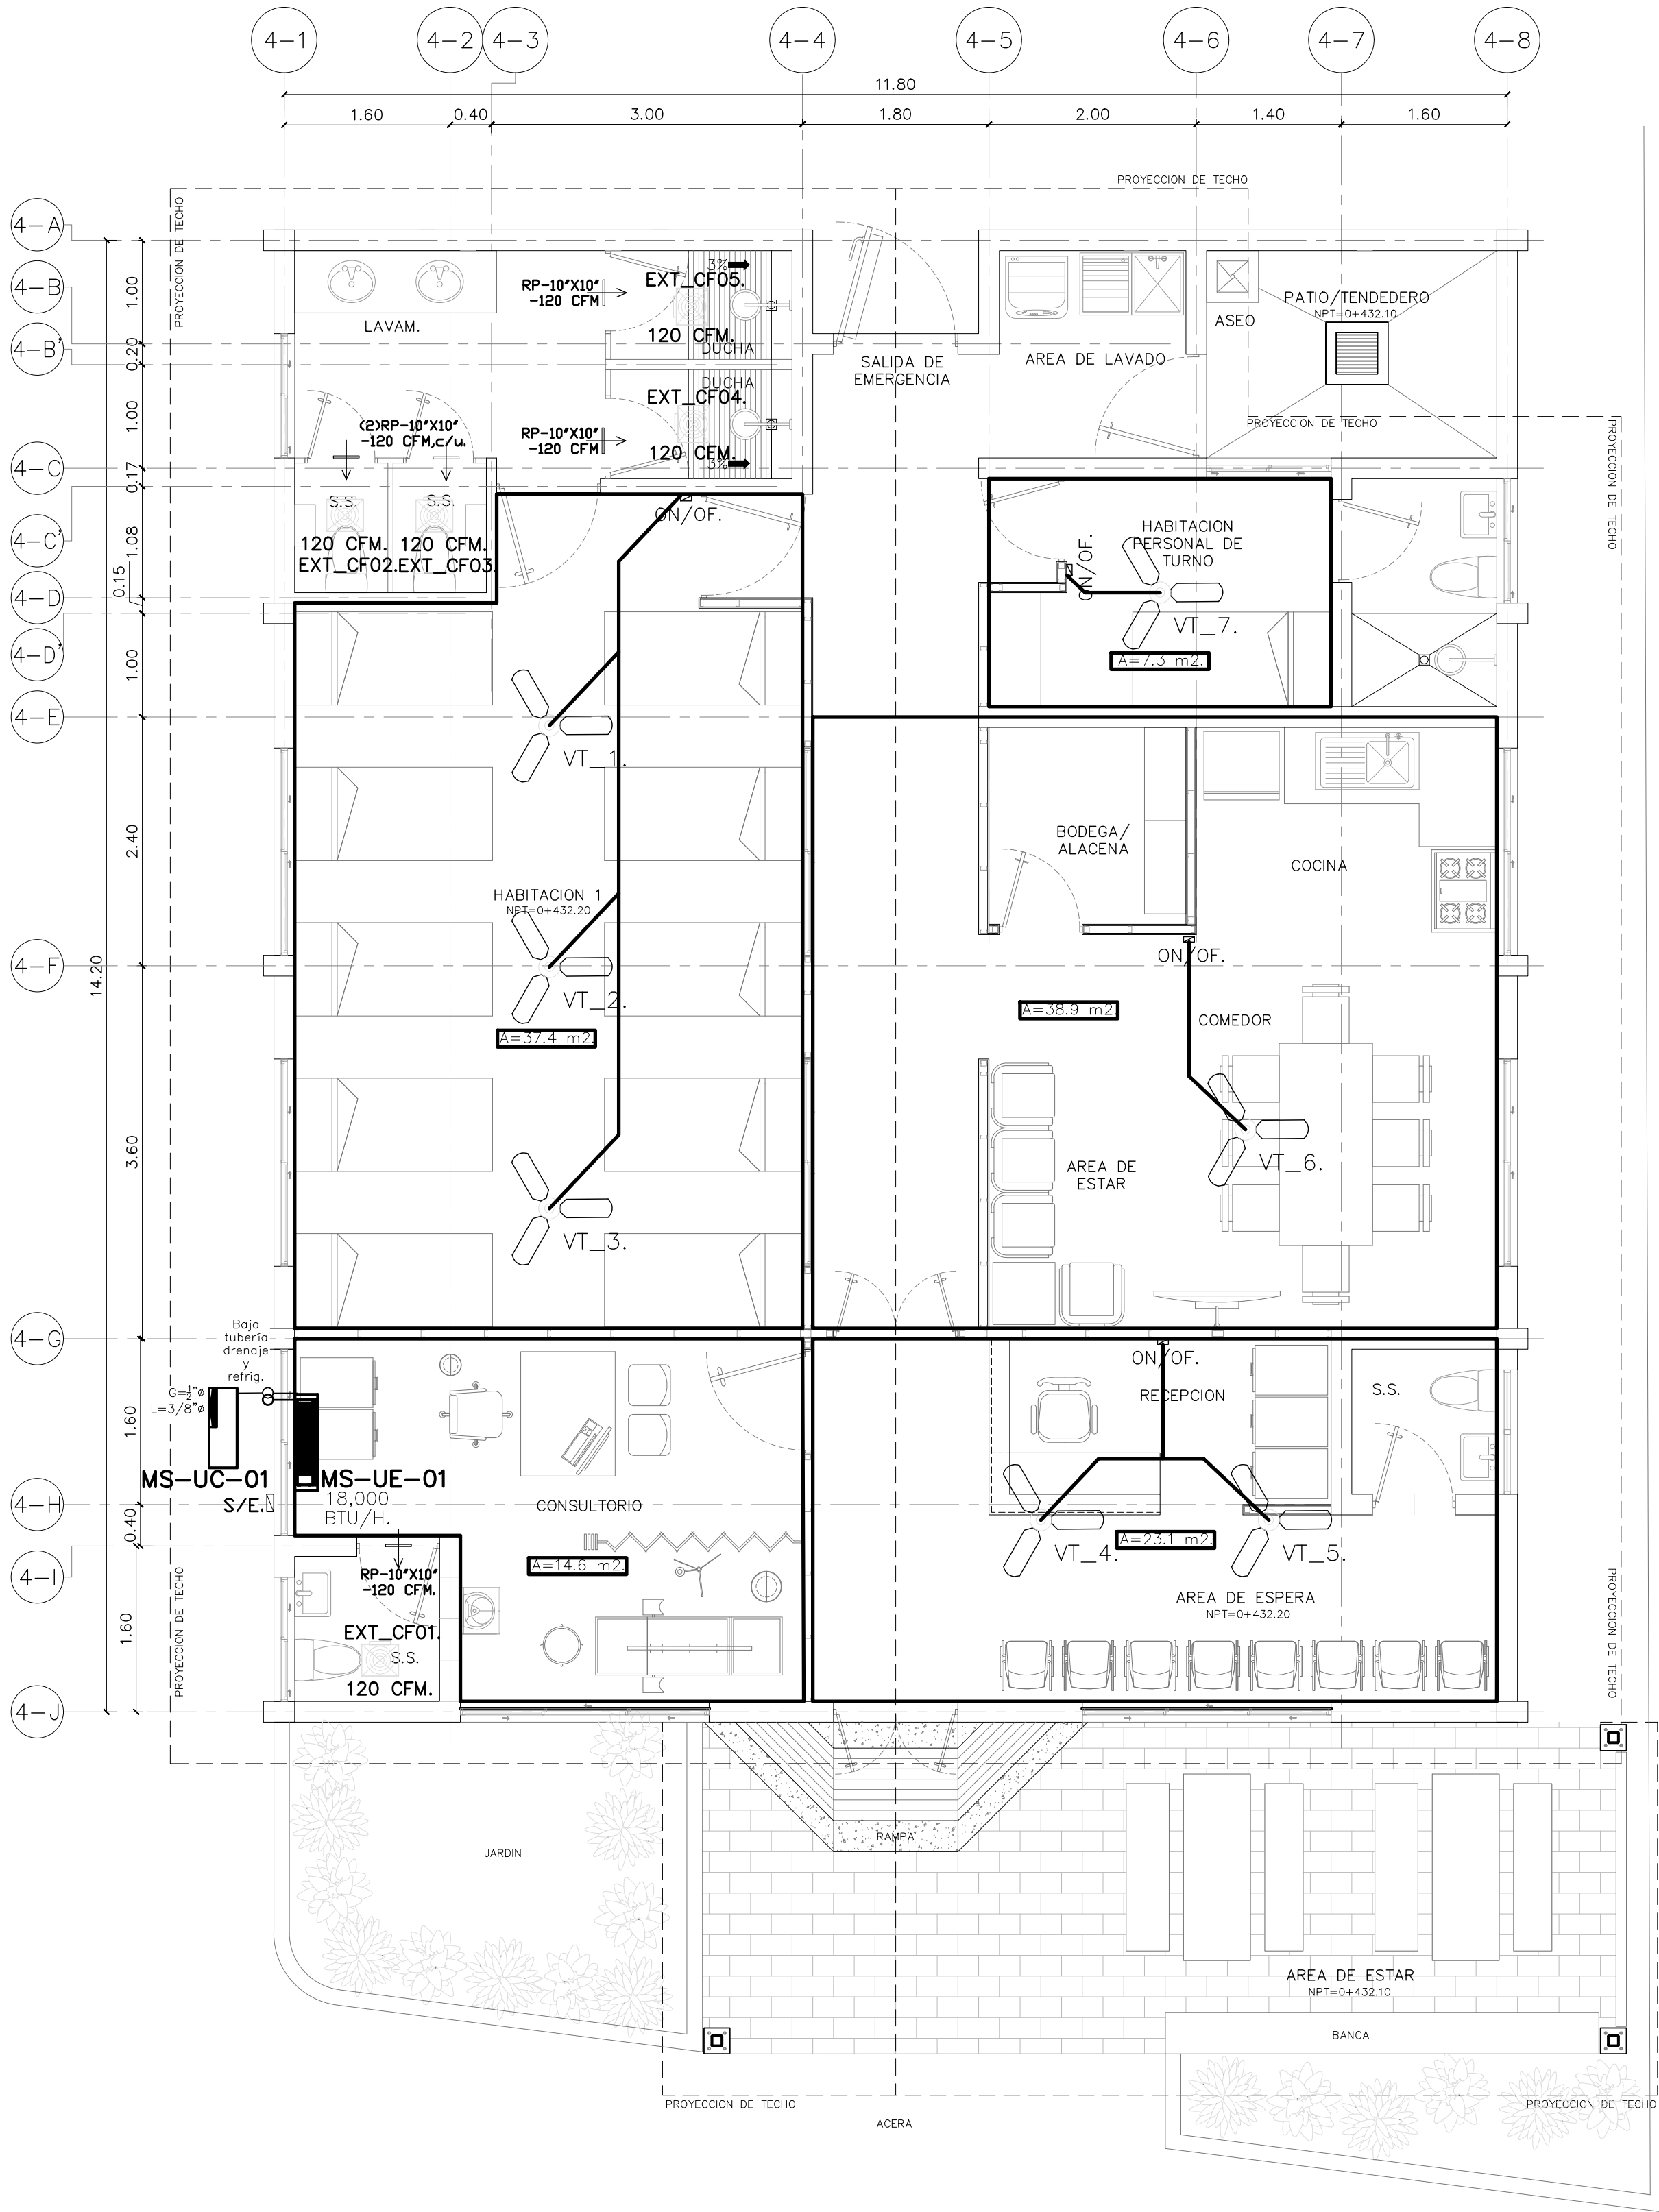 4-1
4-2
4-3
4-4
4-5
4-6
4-7
4-8
11.80
1.60
0.40
3.00
1.80
2.00
1.40
1.60
PROYECCION DE TECHO
PROYECCION DE TECHO
4-A
4-B
4-B'
4-C
4-C'
4-D
4-D'
4-E
4-F
4-G
4-H
4-I
4-J
1.00
0.20
1.00
0.17
1.08
0.15
1.00
2.40
14.20
3.60
1.60
0.40
1.60
LAVAM.
RP-10"X10"
-120 CFM
3%
EXT_CF05.
120 CFM.
DUCHA
DUCHA
EXT_CF04.
RP-10"X10"
-120 CFM
120 CFM.
3%
(2)RP-10"X10"
-120 CFM,c/u.
S.S.
S.S.
120 CFM.
EXT_CF02.
120 CFM.
EXT_CF03.
SALIDA DE
EMERGENCIA
AREA DE LAVADO
ASEO
PATIO/TENDEDERO
NPT=0+432.10
PROYECCION DE TECHO
PROYECCION DE TECHO
ON/OF.
ON/OF.
HABITACION
PERSONAL DE
TURNO
VT_7.
A=7.3 m2.
VT_1.
HABITACION 1
NPT=0+432.20
VT_2.
A=37.4 m2.
VT_3.
BODEGA/
ALACENA
COCINA
ON/OF.
A=38.9 m2.
COMEDOR
VT_6.
AREA DE
ESTAR
Baja
tubería
drenaje
y
refrig.
G=½"ø
L=3/8"ø
MS-UC-01
S/E.
MS-UE-01
18,000
BTU/H.
CONSULTORIO
A=14.6 m2.
RP-10"X10"
-120 CFM.
EXT_CF01.
S.S.
120 CFM.
ON/OF.
RECEPCION
S.S.
VT_4.
A=23.1 m2.
VT_5.
AREA DE ESPERA
NPT=0+432.20
PROYECCION DE TECHO
PROYECCION DE TECHO
RAMPA
JARDIN
AREA DE ESTAR
NPT=0+432.10
BANCA
PROYECCION DE TECHO
PROYECCION DE TECHO
ACERA